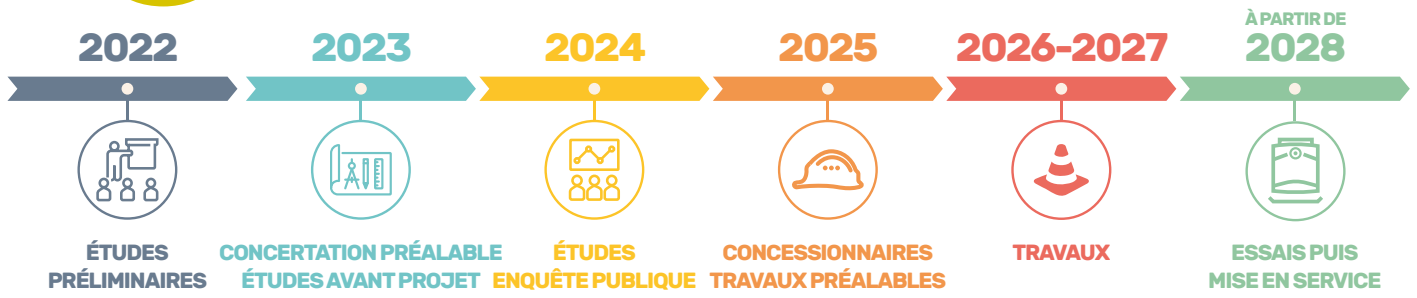 2022
2023
2024
2025
2026-2027
À PARTIR DE
2028
ÉTUDES
PRÉLIMINAIRES
CONCERTATION PRÉALABLE
ÉTUDES AVANT PROJET
ÉTUDES
ENQUÊTE PUBLIQUE
CONCESSIONNAIRES
TRAVAUX PRÉALABLES
TRAVAUX
ESSAIS PUIS
MISE EN SERVICE